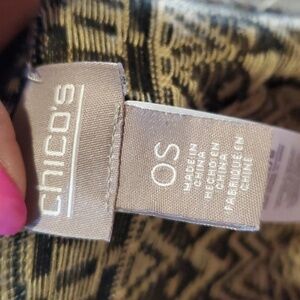 chico's
OS
MADE IN
CHINA
HECHO EN
CHINA
FABRIQUÉ EN
CHINE